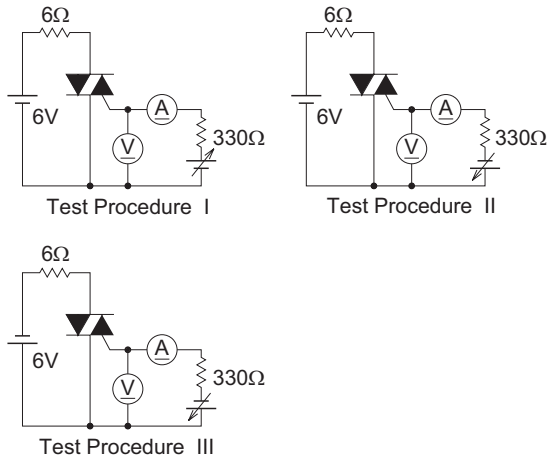 6Ω
6V
A
V
330Ω
Test Procedure I
6Ω
6V
A
V
330Ω
Test Procedure II
6Ω
6V
A
V
330Ω
Test Procedure III